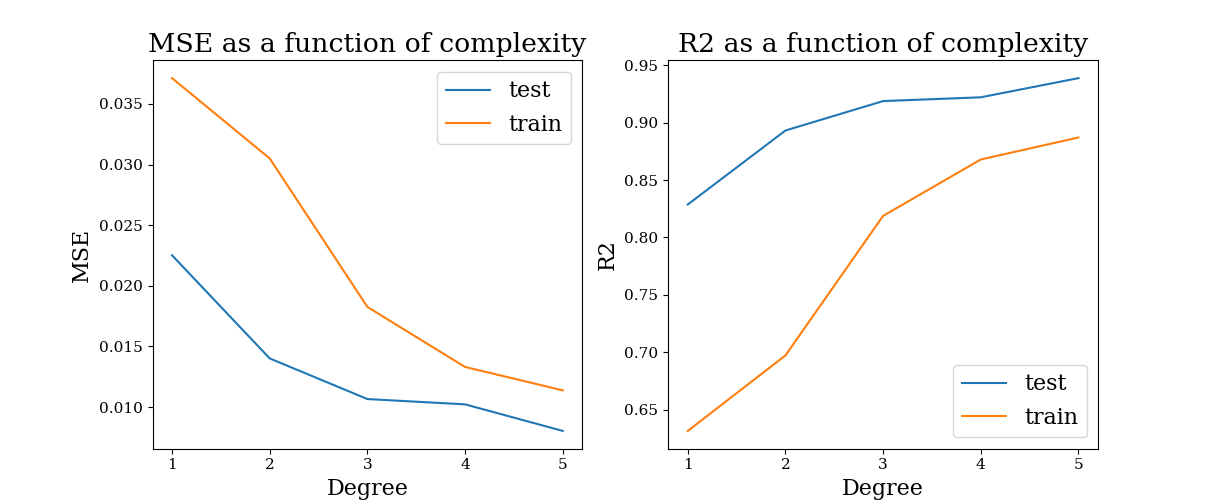 MSE as a function of complexity
0.035
0.030
0.025
0.020
0.015
0.010
MSE
test
train
1 2 3 4 5
Degree
R2 as a function of complexity
0.95
0.90
0.85
0.80
0.75
0.70
0.65
R2
test
train
1 2 3 4 5
Degree